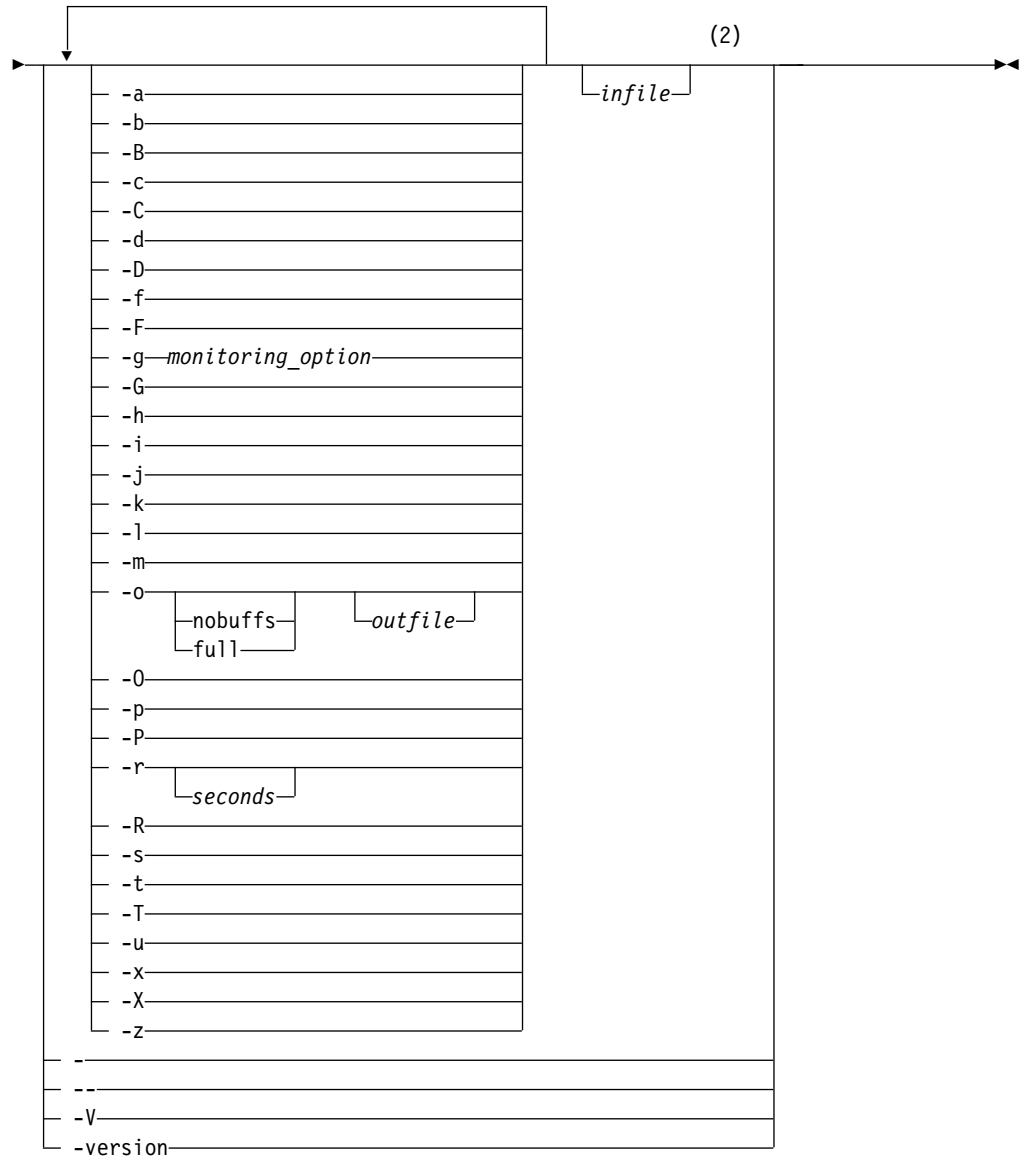 (2)
infile
-a
-b
-B
-c
-C
-d
-D
-f
-F
-g monitoring_option
-G
-h
-i
-j
-k
-l
-m
-o
nobuffs outfile
full
-O
-p
-P
-r
seconds
-R
-s
-t
-T
-u
-x
-X
-z
-
--
-V
-version